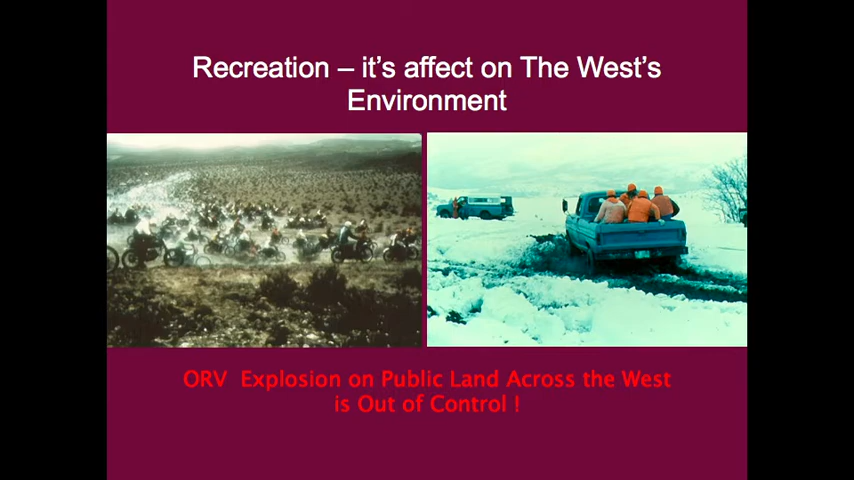 Recreation – it’s affect on The West’s
Environment
ORV Explosion on Public Land Across the West
is Out of Control !